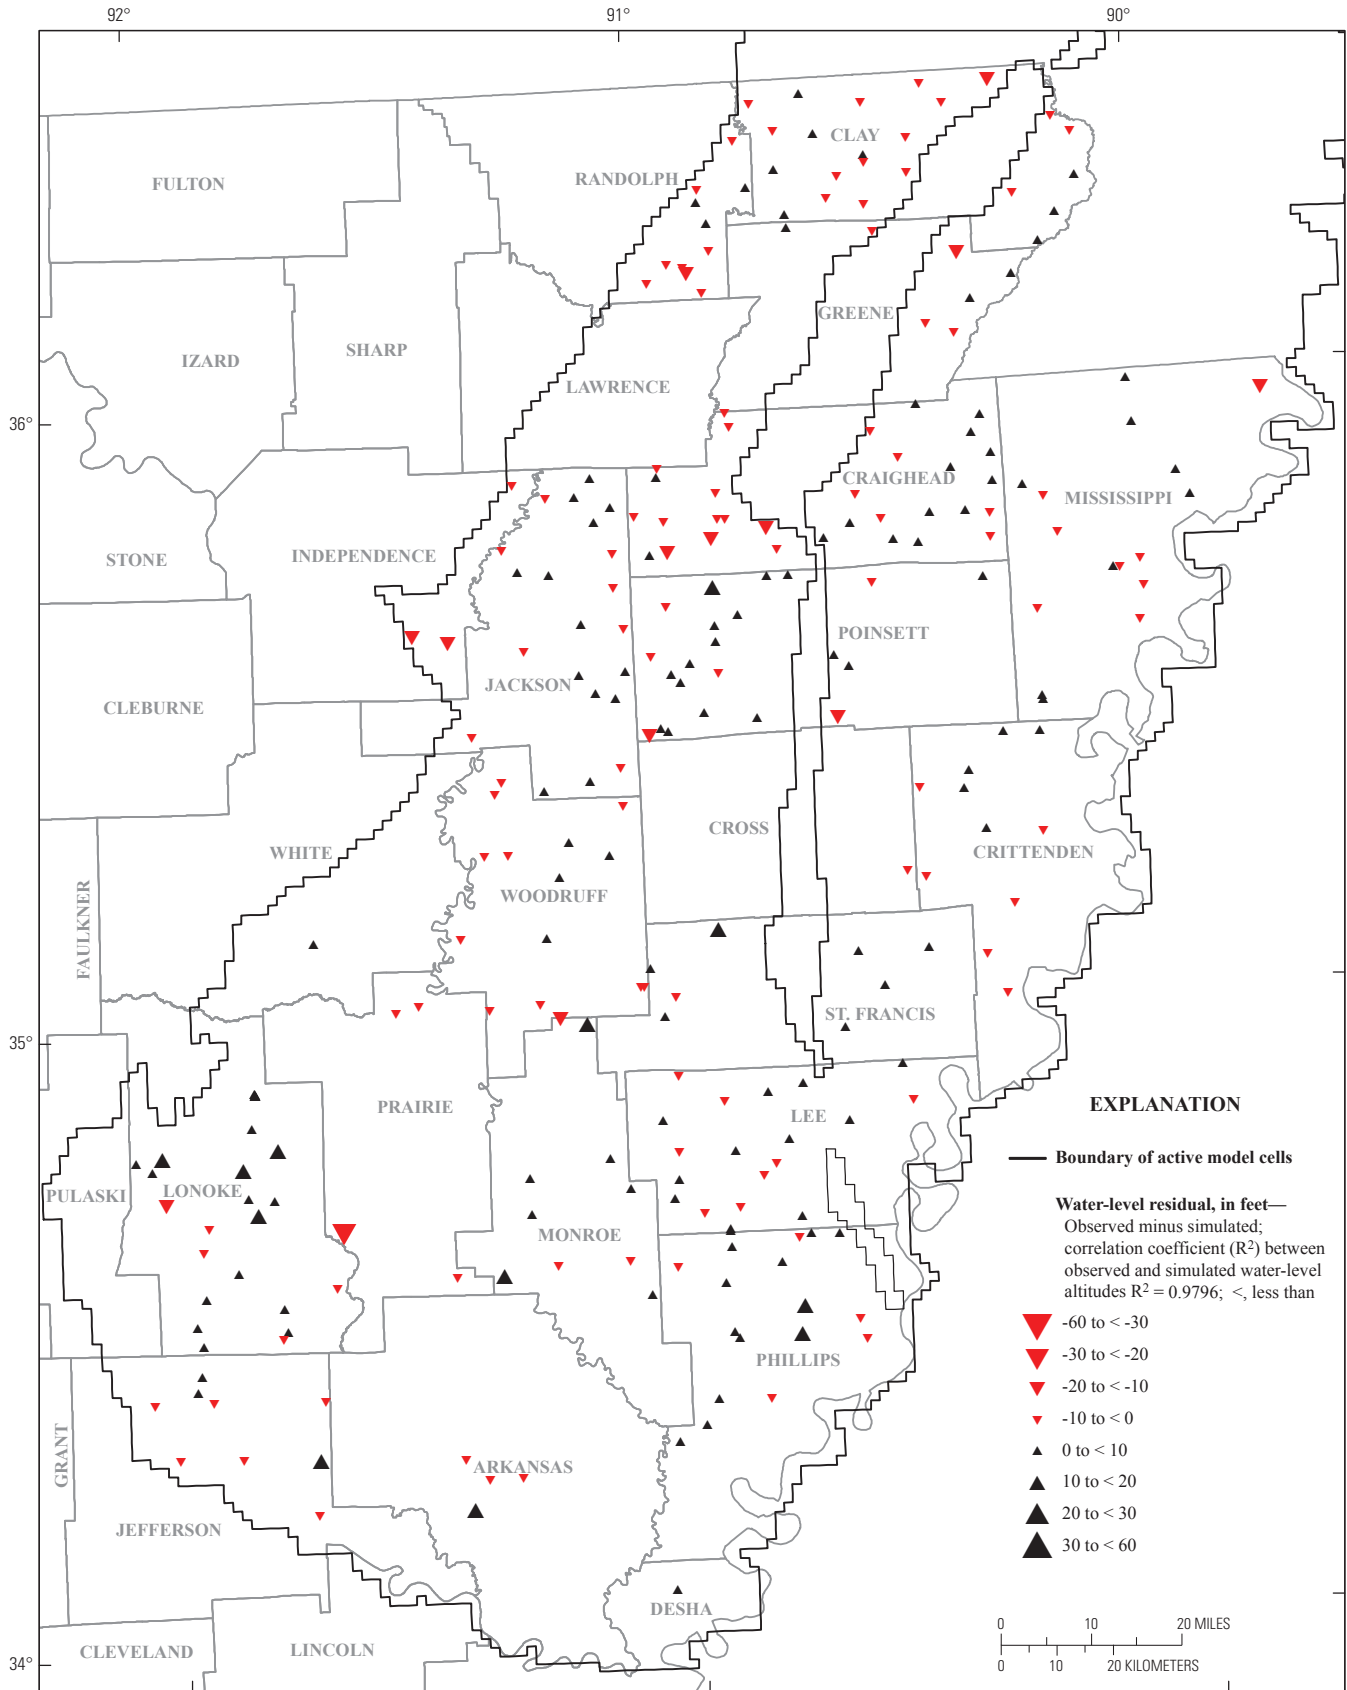 92°
91°
90°
CLAY
RANDOLPH
FULTON
GREENE
IZARD
SHARP
LAWRENCE
36°
CRAIGHEAD
MISSISSIPPI
INDEPENDENCE
STONE
POINSETT
JACKSON
CLEBURNE
CROSS
WHITE
CRITTENDEN
WOODRUFF
FAULKNER
ST. FRANCIS
35°
PRAIRIE
LEE
PULASKI
LONOKE
MONROE
PHILLIPS
GRANT
ARKANSAS
JEFFERSON
DESHA
CLEVELAND
LINCOLN
34°
EXPLANATION
Boundary of active model cells
Water-level residual, in feet—
Observed minus simulated;
correlation coefficient (R²) between
observed and simulated water-level
altitudes R² = 0.9796; <, less than
-60 to < -30
-30 to < -20
-20 to < -10
-10 to < 0
0 to < 10
10 to < 20
20 to < 30
30 to < 60
0 10 20 MILES
0 10 20 KILOMETERS